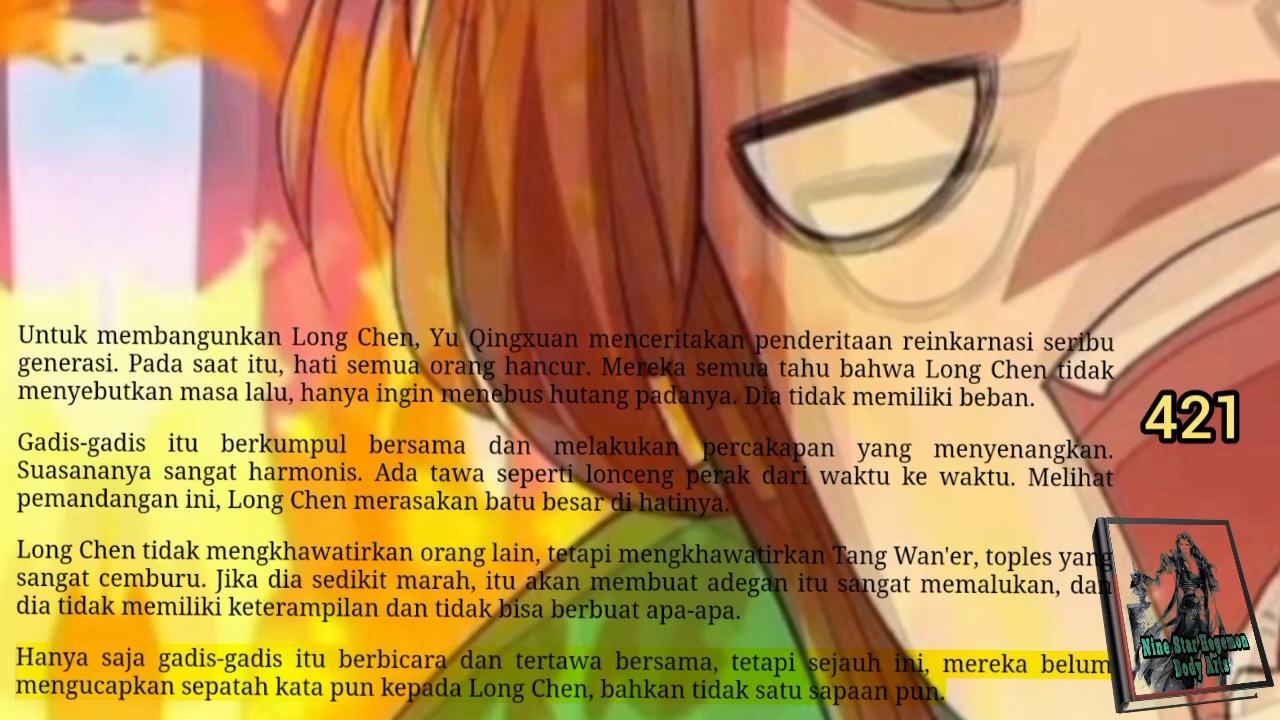 Untuk membangunkan Long Chen, Yu Qingxuan menceritakan penderitaan reinkarnasi seribu
generasi. Pada saat itu, hati semua orang hancur. Mereka semua tahu bahwa Long Chen tidak
menyebutkan masa lalu, hanya ingin menebus hutang padanya. Dia tidak memiliki beban.
Gadis-gadis itu berkumpul bersama dan melakukan percakapan yang menyenangkan.
Suasananya sangat harmonis. Ada tawa seperti lonceng perak dari waktu ke waktu. Melihat
pemandangan ini, Long Chen merasakan batu besar di hatinya.
Long Chen tidak mengkhawatirkan orang lain, tetapi mengkhawatirkan Tang Wan'er, toples yang
sangat cemburu. Jika dia sedikit marah, itu akan membuat adegan itu sangat memalukan, dan
dia tidak memiliki keterampilan dan tidak bisa berbuat apa-apa.
Hanya saja gadis-gadis itu berbicara dan tertawa bersama, tetapi sejauh ini, mereka belum
mengucapkan sepatah kata pun kepada Long Chen, bahkan tidak satu sapaan pun.
421
Nine Star Hegemon
Body Arts